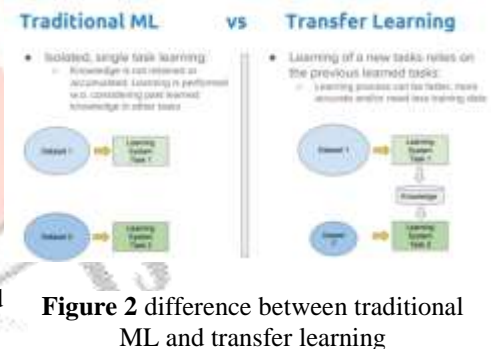 Traditional ML vs Transfer Learning
Isolated, single task learning:
Knowledge is not retained or
accumulated. Learning is performed
w.o. considering past learned
knowledge in other tasks
Learning of a new tasks relies on
the previous learned tasks:
Learning process can be faster, more
accurate and/or need less training data
Dataset 1
Learning
System
Task 1
Dataset 2
Learning
System
Task 2
Dataset 1
Learning
System
Task 1
Knowledge
Dataset
2
Learning
System
Task 2
d
Figure 2 difference between traditional
ML and transfer learning